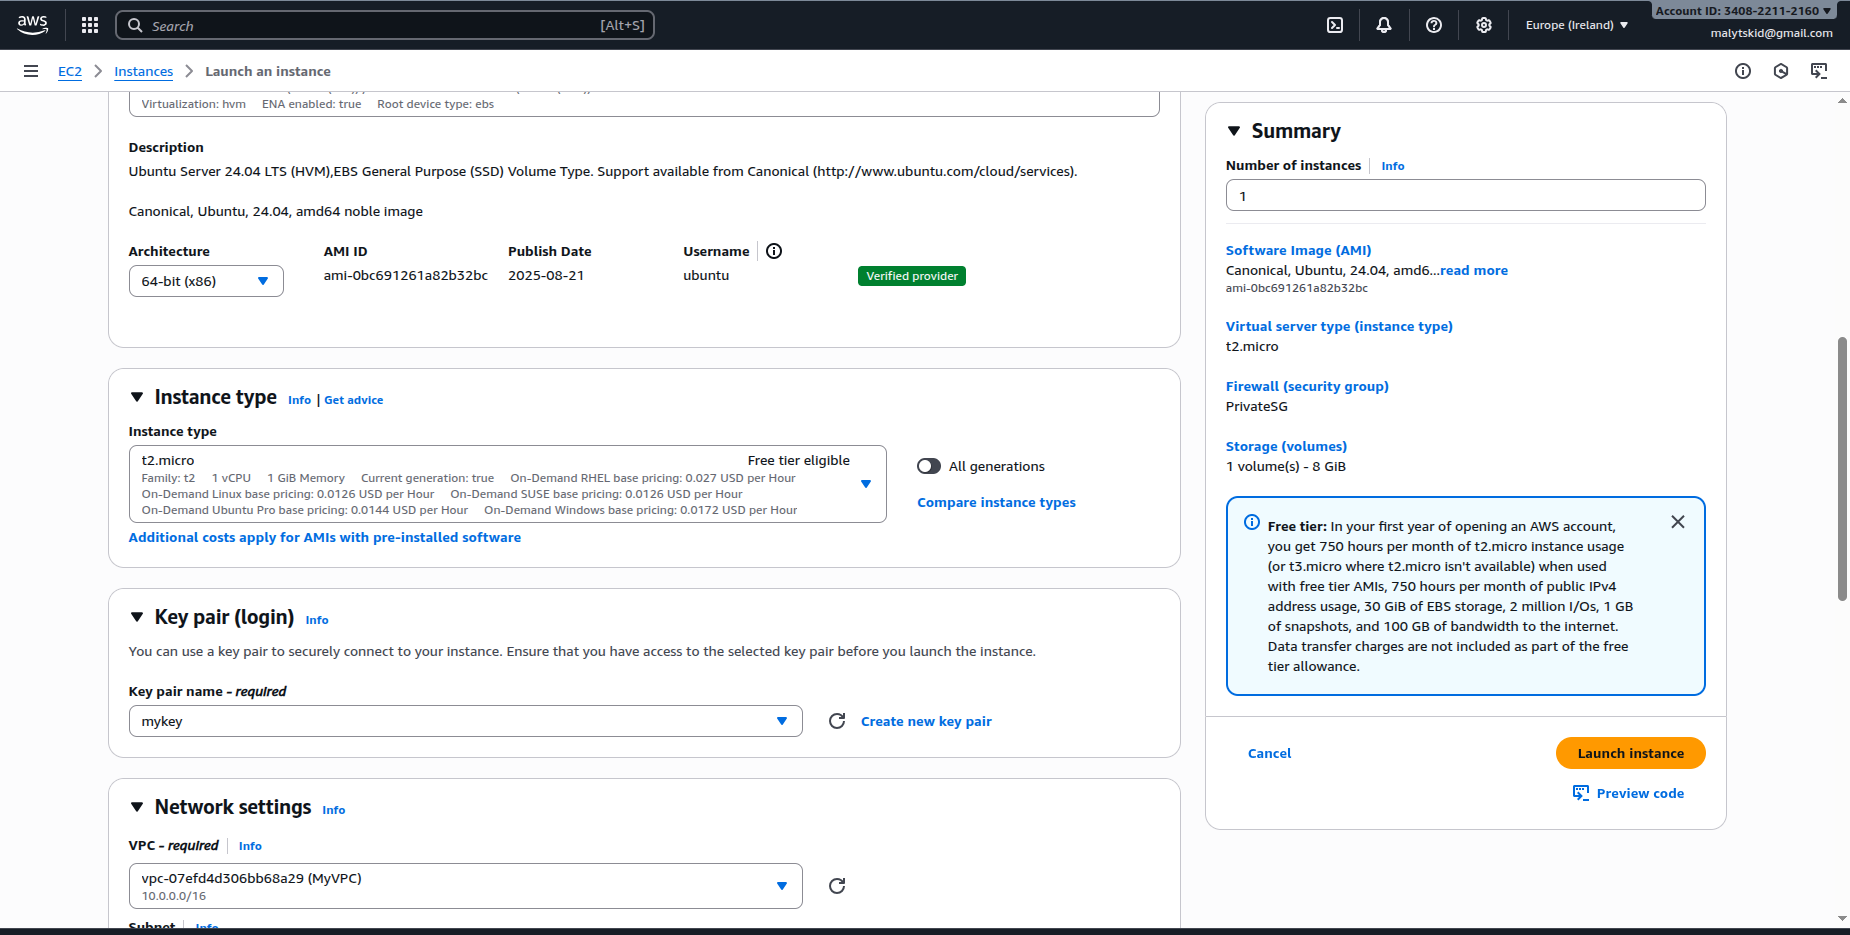 aws
Search
[Alt+S]
Europe (Ireland)
Account ID: 3408-2211-2160
malytskid@gmail.com
EC2
Instances
Launch an instance
Virtualization: hvm ENA enabled: true Root device type: ebs
Description
Ubuntu Server 24.04 LTS (HVM),EBS General Purpose (SSD) Volume Type. Support available from Canonical (http://www.ubuntu.com/cloud/services).
Canonical, Ubuntu, 24.04, amd64 noble image
Architecture
AMI ID
Publish Date
Username
64-bit (x86)
ami-0bc691261a82b32bc
2025-08-21
ubuntu
Verified provider
Instance type
Info | Get advice
Instance type
t2.micro
Free tier eligible
Family: t2 1 vCPU 1 GiB Memory Current generation: true On-Demand RHEL base pricing: 0.027 USD per Hour
On-Demand Linux base pricing: 0.0126 USD per Hour On-Demand SUSE base pricing: 0.0126 USD per Hour
On-Demand Ubuntu Pro base pricing: 0.0144 USD per Hour On-Demand Windows base pricing: 0.0172 USD per Hour
All generations
Compare instance types
Additional costs apply for AMIs with pre-installed software
Key pair (login)
Info
You can use a key pair to securely connect to your instance. Ensure that you have access to the selected key pair before you launch the instance.
Key pair name – required
mykey
Create new key pair
Network settings
Info
VPC – required
Info
vpc-07efd4d306bb68a29 (MyVPC)
10.0.0.0/16
Subnet
Info
Summary
Number of instances
Info
1
Software Image (AMI)
Canonical, Ubuntu, 24.04, amd6...read more
ami-0bc691261a82b32bc
Virtual server type (instance type)
t2.micro
Firewall (security group)
PrivateSG
Storage (volumes)
1 volume(s) - 8 GiB
Free tier: In your first year of opening an AWS account,
you get 750 hours per month of t2.micro instance usage
(or t3.micro where t2.micro isn't available) when used
with free tier AMIs, 750 hours per month of public IPv4
address usage, 30 GiB of EBS storage, 2 million I/Os, 1 GB
of snapshots, and 100 GB of bandwidth to the internet.
Data transfer charges are not included as part of the free
tier allowance.
Cancel
Launch instance
Preview code